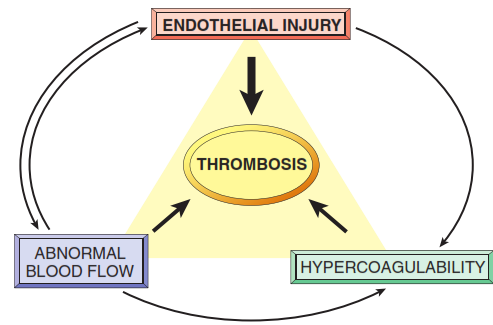 ENDOTHELIAL INJURY
THROMBOSIS
ABNORMAL
BLOOD FLOW
HYPERCOAGULABILITY